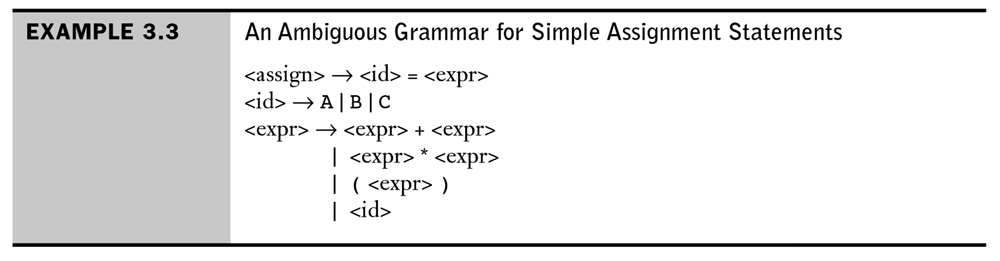 EXAMPLE 3.3 An Ambiguous Grammar for Simple Assignment Statements
<assign> → <id> = <expr>
<id> → A | B | C
<expr> → <expr> + <expr>
| <expr> * <expr>
| ( <expr> )
| <id>